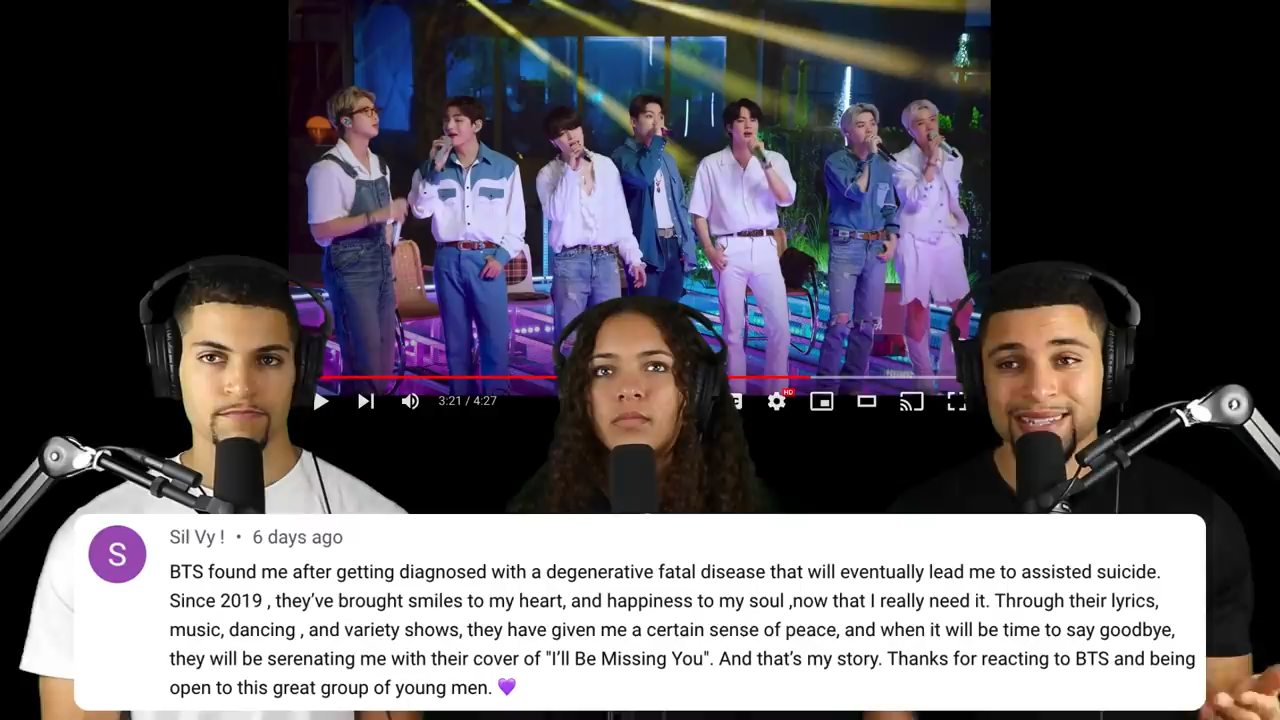 HD
3:21 / 4:27
S
Sil Vy ! • 6 days ago
BTS found me after getting diagnosed with a degenerative fatal disease that will eventually lead me to assisted suicide.
Since 2019 , they’ve brought smiles to my heart, and happiness to my soul ,now that I really need it. Through their lyrics,
music, dancing , and variety shows, they have given me a certain sense of peace, and when it will be time to say goodbye,
they will be serenating me with their cover of "I’ll Be Missing You". And that’s my story. Thanks for reacting to BTS and being
open to this great group of young men. 💜